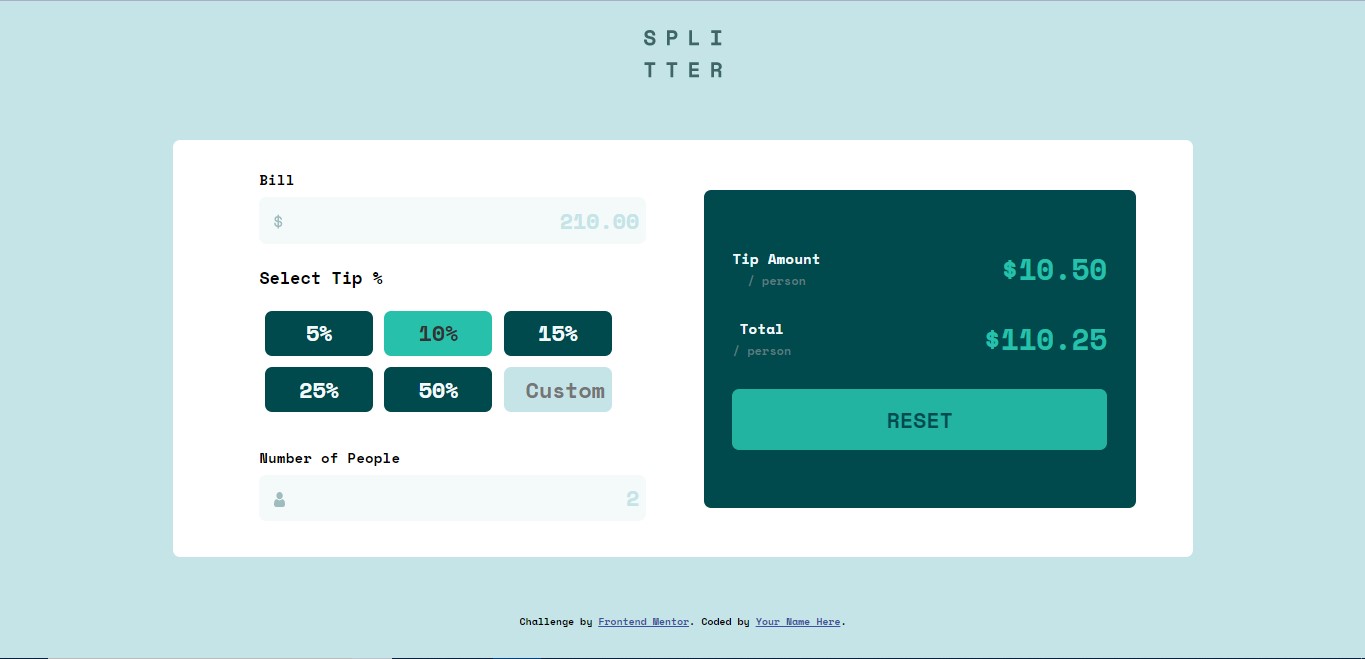 SPLI
TTER
Bill
$ 210.00
Select Tip %
5% 10% 15%
25% 50% Custom
Number of People
2
Tip Amount
/ person
$10.50
Total
/ person
$110.25
RESET
Challenge by Frontend Mentor. Coded by Your Name Here.